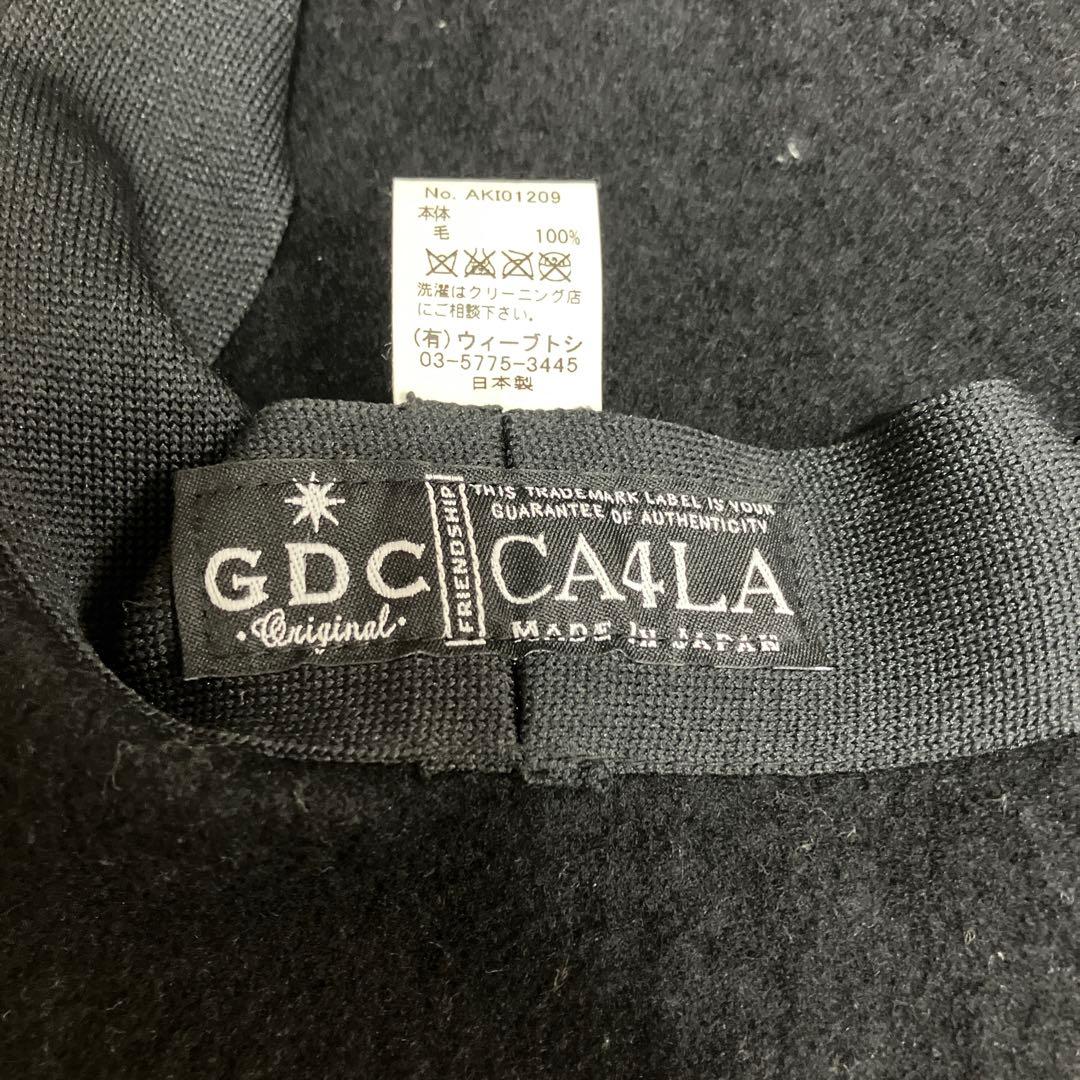 No. AKI01209
本体
毛 100%
洗濯はクリーニング店
にご相談下さい。
(有)ウィーブトシ
03-5775-3445
日本製
GDC
・Original・
FRIENDSHIP
THIS TRADEMARK LABEL IS YOUR
GUARANTEE OF AUTHENTICITY
CA4LA
MADE IN JAPAN